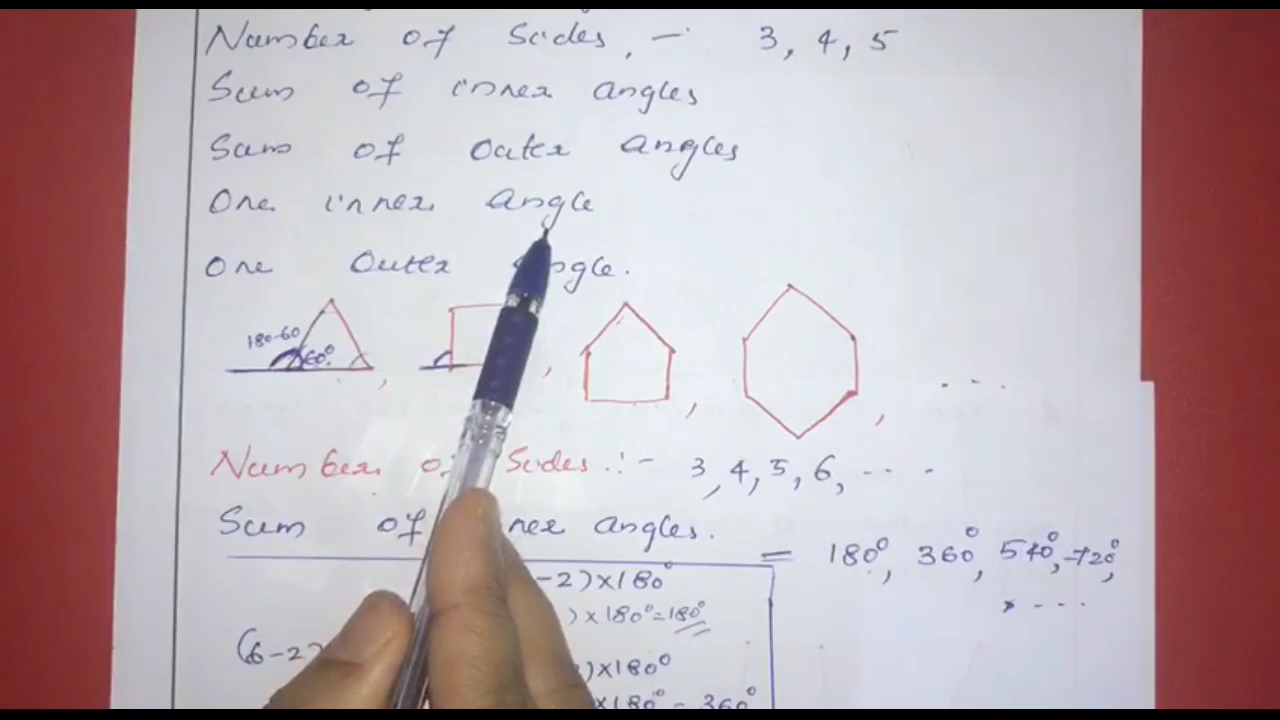 Number of Sides, - 3, 4, 5
Sum of inner angles
Sum of Outer angles
One inner angle
One Outer angle.
180-60
60°
, , , , ...
Number of Sides :- 3, 4, 5, 6, ...
Sum of inner angles. = 180°, 360°, 540°, 720°,
....
-2)×180°
)×180°=180°
(6-2)
)×180°
×180° = 360°